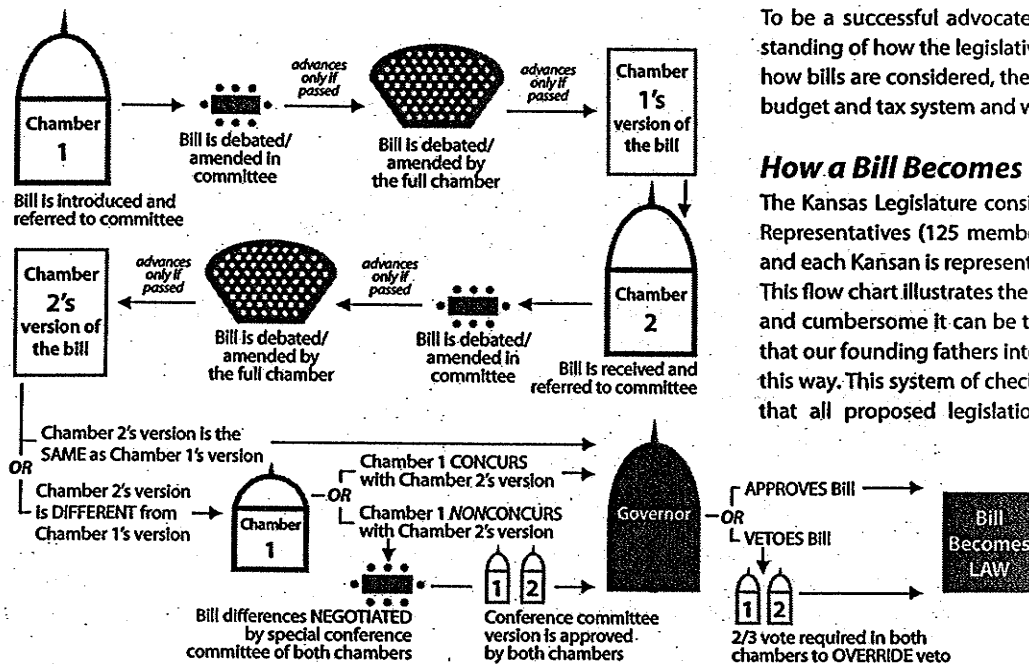 Chamber
1
Bill is introduced and
referred to committee
Bill is debated/
amended in
committee
advances
only if
passed
Bill is debated/
amended by
the full chamber
advances
only if
passed
Chamber
1's
version of
the bill
Chamber
2
Bill is received and
referred to committee
Bill is debated/
amended in
committee
advances
only if
passed
Bill is debated/
amended by
the full chamber
advances
only if
passed
Chamber
2's
version of
the bill
OR
Chamber 2's version is the
SAME as Chamber 1's version
Chamber 2's version
is DIFFERENT from
Chamber 1's version
Chamber
1
OR
Chamber 1 CONCURS
with Chamber 2's version
Chamber 1 NONCONCURS
with Chamber 2's version
Bill differences NEGOTIATED
by special conference
committee of both chambers
1 2
Conference committee
version is approved
by both chambers
Governor
OR
APPROVES Bill
VETOES Bill
1 2
2/3 vote required in both
chambers to OVERRIDE veto
Bill
Becomes
LAW
To be a successful advocate
standing of how the legislativ
how bills are considered, the
budget and tax system and w
How a Bill Becomes
The Kansas Legislature consi
Representatives (125 membe
and each Kansan is represent
This flow chart illustrates the
and cumbersome it can be t
that our founding fathers inte
this way. This system of checl
that all proposed legislatio